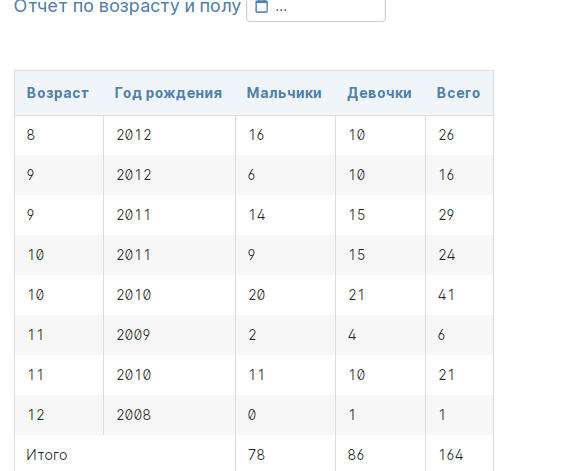 Отчет по возрасту и полу ...
Возраст Год рождения Мальчики Девочки Всего
8 2012 16 10 26
9 2012 6 10 16
9 2011 14 15 29
10 2011 9 15 24
10 2010 20 21 41
11 2009 2 4 6
11 2010 11 10 21
12 2008 0 1 1
Итого 78 86 164